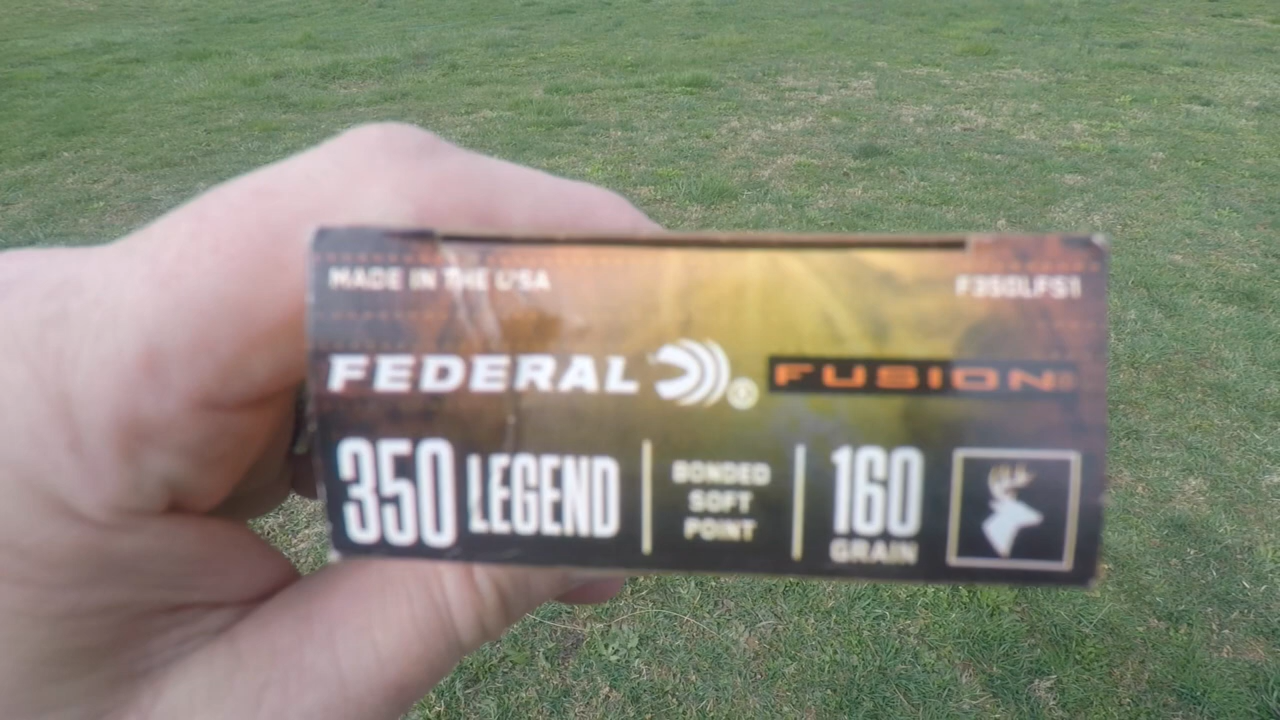 MADE IN THE USA
F350LFS1
FEDERAL® FUSION®
350 LEGEND
BONDED
SOFT
POINT
160
GRAIN